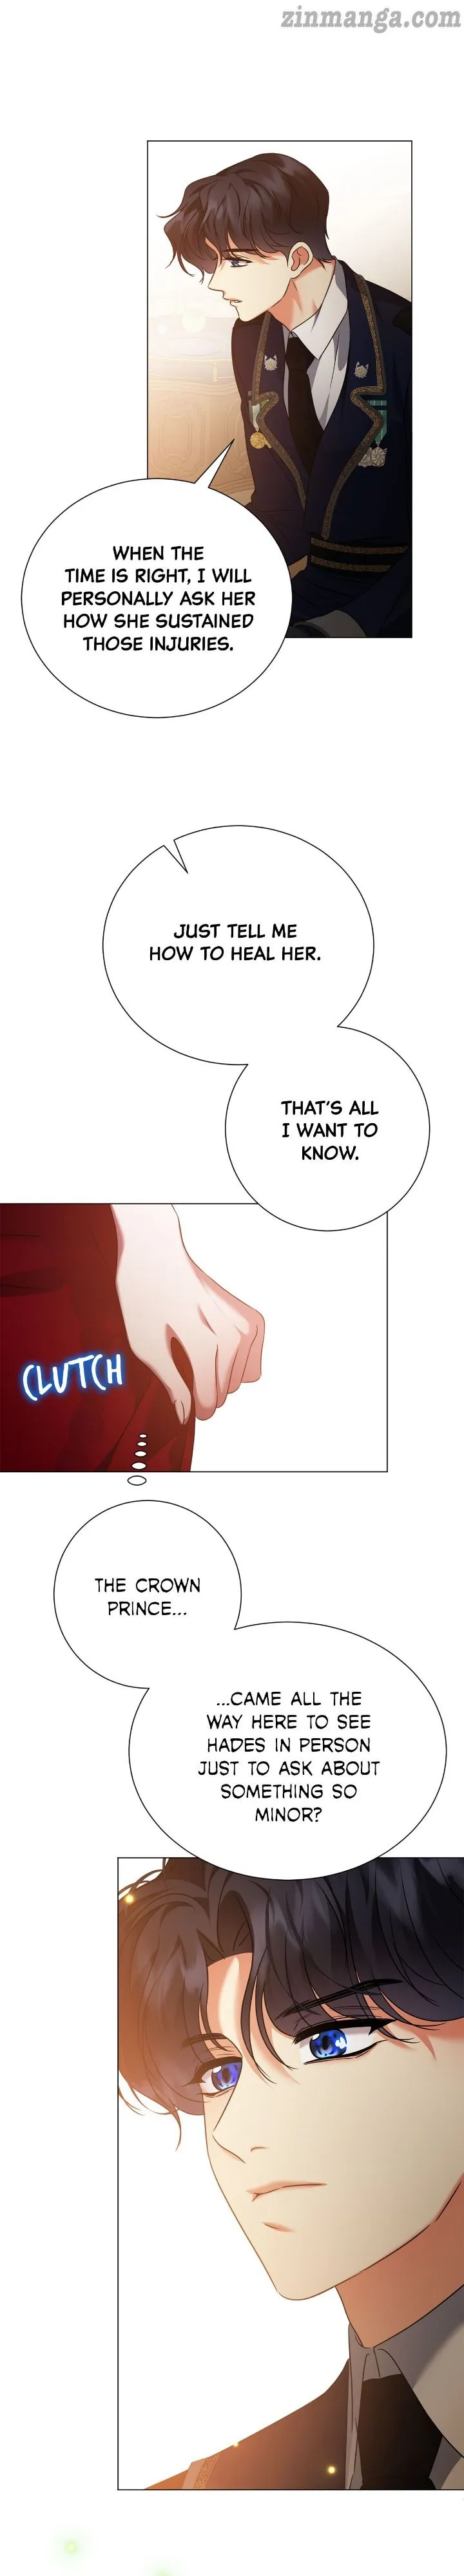 zinmanga.com
WHEN THE
TIME IS RIGHT, I WILL
PERSONALLY ASK HER
HOW SHE SUSTAINED
THOSE INJURIES.
JUST TELL ME
HOW TO HEAL HER.
THAT'S ALL
I WANT TO
KNOW.
CLUTCH
THE CROWN
PRINCE...
...CAME ALL THE
WAY HERE TO SEE
HADES IN PERSON
JUST TO ASK ABOUT
SOMETHING SO
MINOR?